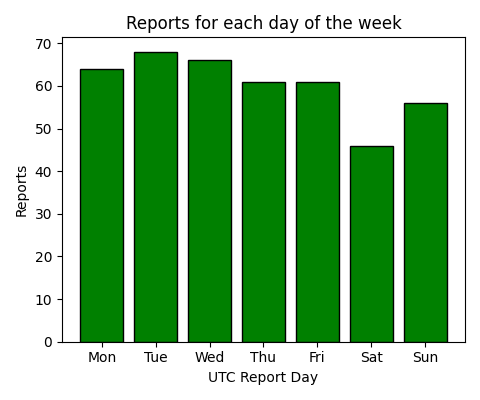 Reports for each day of the week
70
60
50
40
30
20
10
0
Reports
Mon Tue Wed Thu Fri Sat Sun
UTC Report Day